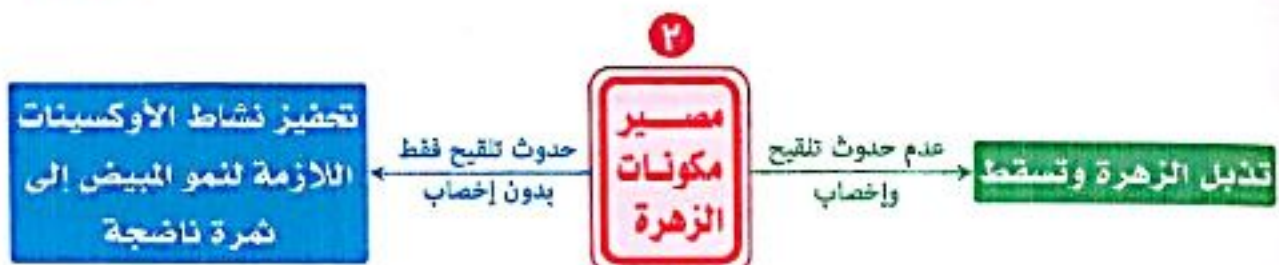 ٢
مصير
مكونات
الزهرة
عدم حدوث تلقيح
وإخصاب
تذبل الزهرة وتسقط
حدوث تلقيح فقط
بدون إخصاب
تحفيز نشاط الأوكسينات
اللازمة لنمو المبيض إلى
ثمرة ناضجة